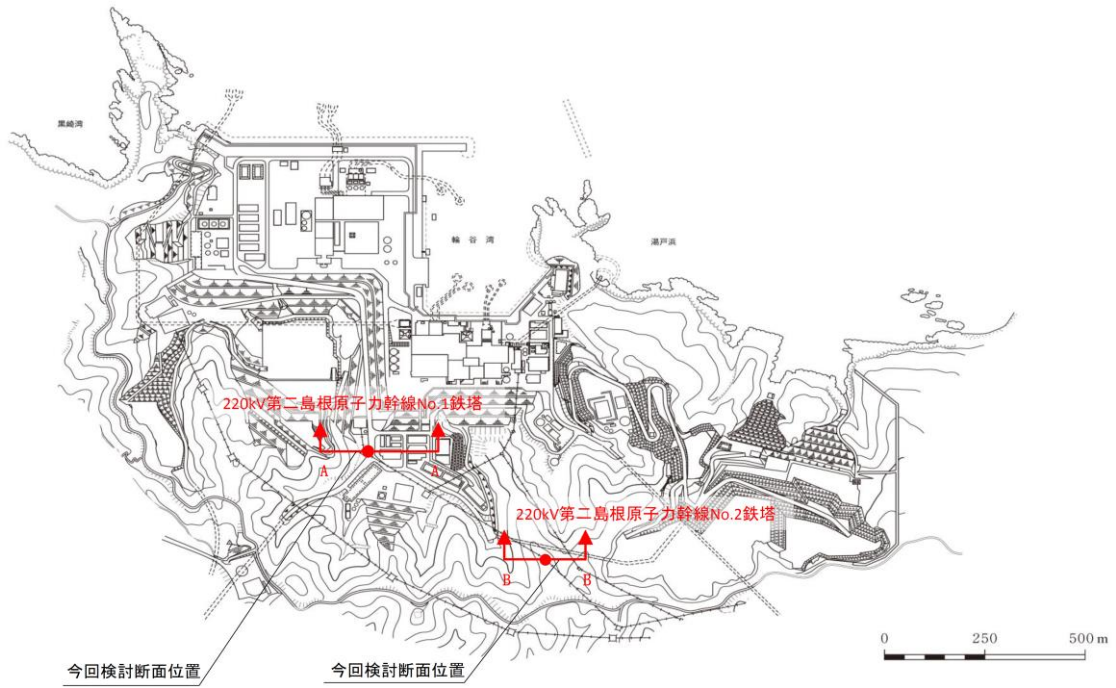 黒崎湾
輪谷湾
湯戸浜
220kV第二島根原子力幹線No.1鉄塔
A
A
220kV第二島根原子力幹線No.2鉄塔
B
B
0
250
500 m
今回検討断面位置
今回検討断面位置